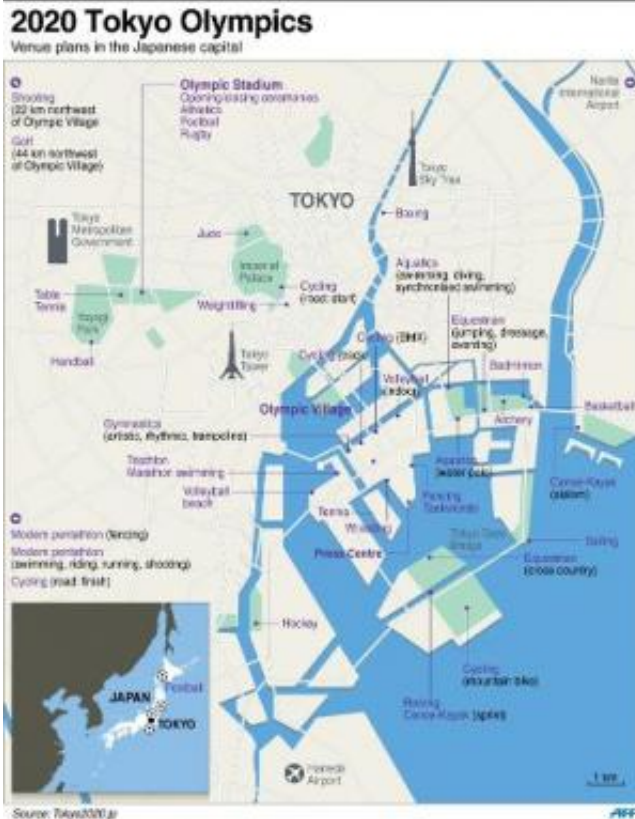 2020 Tokyo Olympics
Venue plans in the Japanese capital
Shooting
(22 km northwest
of Olympic Village
Golf
(44 km northwest
of Olympic Village)
Olympic Stadium
Opening/closing ceremonies
Athletics
Football
Rugby
Narita
International
Airport
Tokyo
Sky Tree
TOKYO
Boxing
Tokyo
Metropolitan
Government
Judo
Imperial
Palace
Cycling
(road: start)
Aquatics
(swimming, diving,
synchronised swimming)
Table
Tennis
Yoyogi
Park
Weightlifting
Handball
Tokyo
Tower
Cycling (BMX)
Cycling (track)
Equestrian
(jumping, dressage,
eventing)
Badminton
Volleyball
(indoor)
Olympic Village
Basketball
Archery
Gymnastics
(artistic, rhythmic, trampoline)
Triathlon
Marathon swimming
Volleyball
beach
Aquatics
(water polo)
Canoe-Kayak
(slalom)
Fencing
Taekwondo
Tennis
Wrestling
Press Centre
Tokyo Gate
Bridge
Sailing
Equestrian
(cross country)
Modern pentathlon (fencing)
Modern pentathlon
(swimming, riding, running, shooting)
Cycling (road: finish)
Hockey
Cycling
(mountain bike)
Rowing
Canoe-Kayak (sprint)
Football
JAPAN
TOKYO
Haneda
Airport
1 km
Source: Tokyo2020.jp
AFP